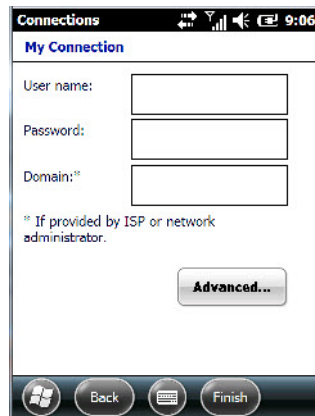 Connections 9:06
My Connection
User name:
Password:
Domain:*
* If provided by ISP or network
administrator.
Advanced...
Back Finish